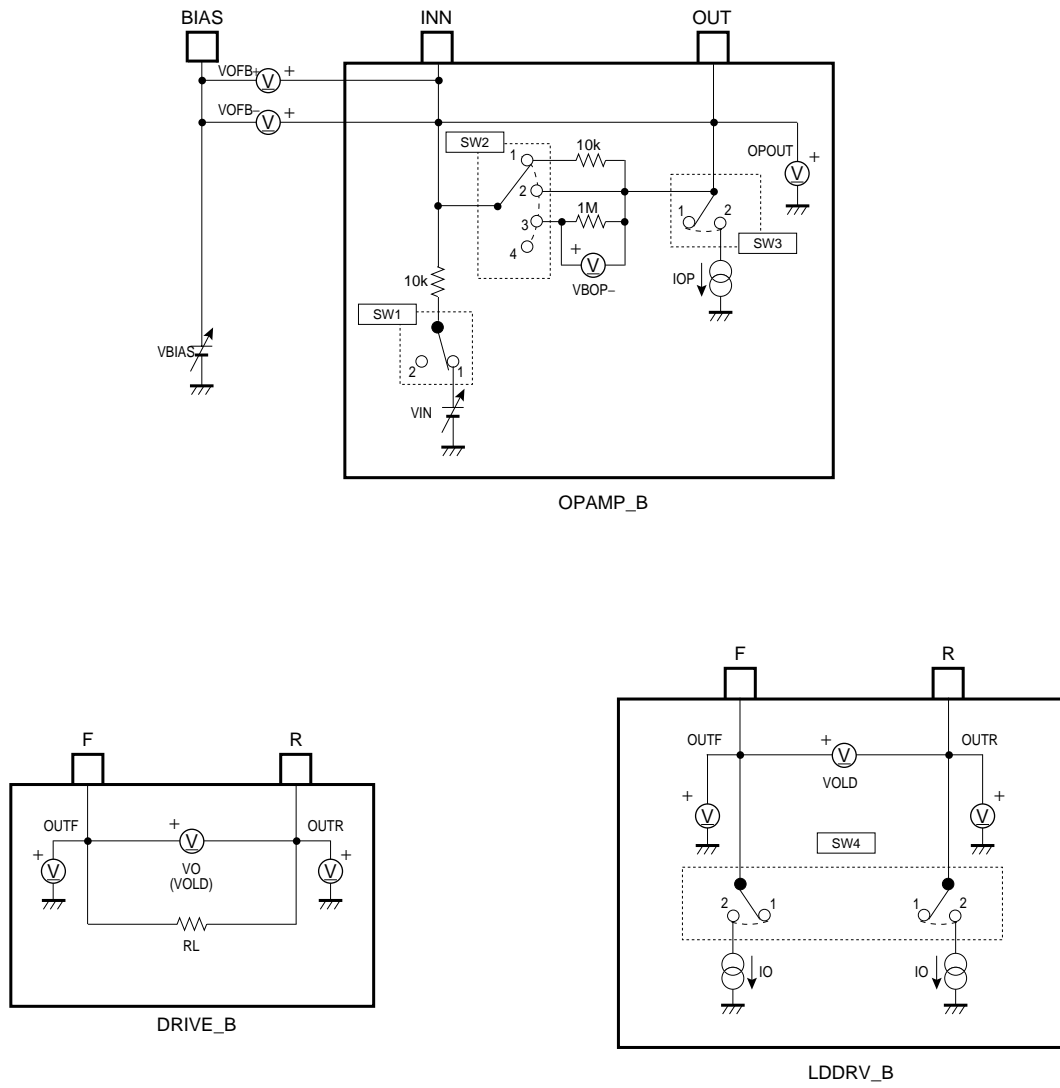 BIAS INN OUT
VOFB+ +
VOFB− +
SW2 10k OPOUT +
1 2 3 4
1M
+ VBOP−
1 2
SW3
10k IOP
SW1
VBIAS
2 1
VIN
OPAMP_B
F R
OUTF + OUTR
VOLD
+ +
SW4
2 1 1 2
IO IO
LDDRV_B
F R
OUTF + OUTR
+ VO +
(VOLD)
RL
DRIVE_B